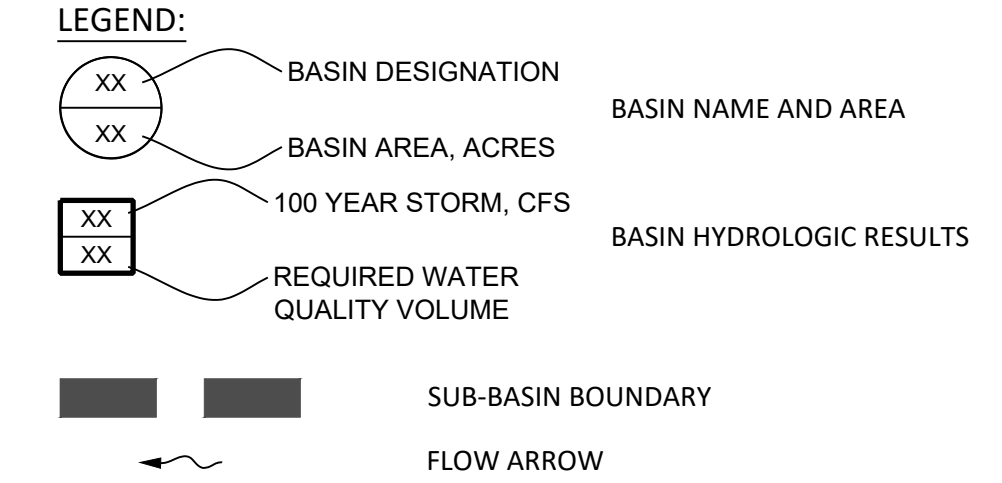 LEGEND:
XX
BASIN DESIGNATION
XX
BASIN AREA, ACRES
BASIN NAME AND AREA
XX
100 YEAR STORM, CFS
XX
REQUIRED WATER
QUALITY VOLUME
BASIN HYDROLOGIC RESULTS
SUB-BASIN BOUNDARY
FLOW ARROW